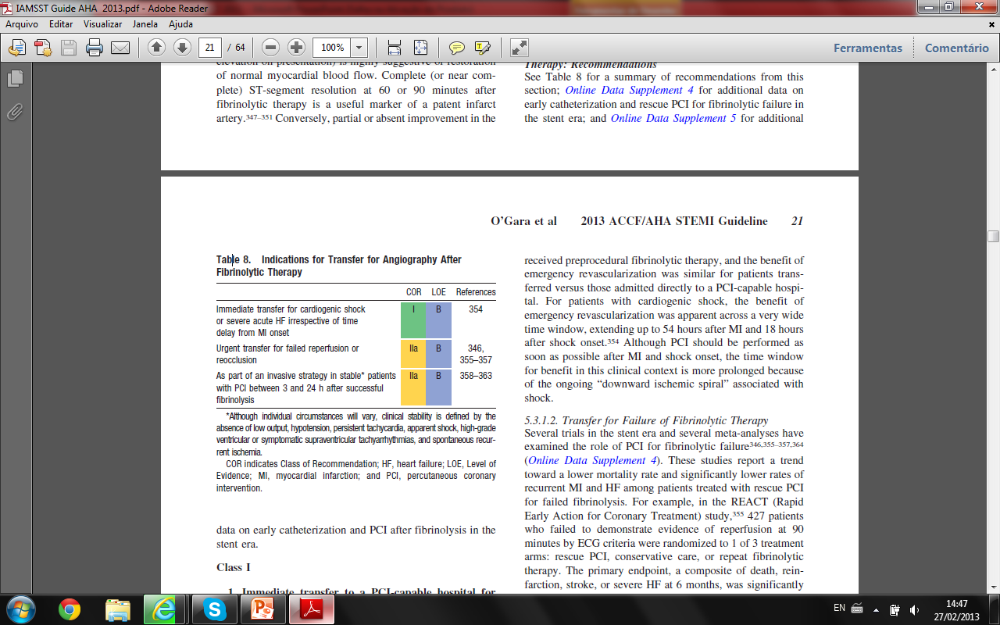 IAMSST Guide AHA 2013.pdf - Adobe Reader
Arquivo Editar Visualizar Janela Ajuda
21 / 64 100% Ferramentas Comentário
elevation on presentation) is highly suggestive of restoration
of normal myocardial blood flow. Complete (or near com-
plete) ST-segment resolution at 60 or 90 minutes after
fibrinolytic therapy is a useful marker of a patent infarct
artery.347–351 Conversely, partial or absent improvement in the
Therapy: Recommendations
See Table 8 for a summary of recommendations from this
section; Online Data Supplement 4 for additional data on
early catheterization and rescue PCI for fibrinolytic failure in
the stent era; and Online Data Supplement 5 for additional
O'Gara et al 2013 ACCF/AHA STEMI Guideline 21
Table 8. Indications for Transfer for Angiography After
Fibrinolytic Therapy
COR LOE References
Immediate transfer for cardiogenic shock I B 354
or severe acute HF irrespective of time
delay from MI onset
Urgent transfer for failed reperfusion or IIa B 346,
reocclusion 355–357
As part of an invasive strategy in stable* patients IIa B 358–363
with PCI between 3 and 24 h after successful
fibrinolysis
*Although individual circumstances will vary, clinical stability is defined by the
absence of low output, hypotension, persistent tachycardia, apparent shock, high-grade
ventricular or symptomatic supraventricular tachyarrhythmias, and spontaneous recur-
rent ischemia.
COR indicates Class of Recommendation; HF, heart failure; LOE, Level of
Evidence; MI, myocardial infarction; and PCI, percutaneous coronary
intervention.
data on early catheterization and PCI after fibrinolysis in the
stent era.
Class I
1. Immediate transfer to a PCI-capable hospital for
received preprocedural fibrinolytic therapy, and the benefit of
emergency revascularization was similar for patients trans-
ferred versus those admitted directly to a PCI-capable hospi-
tal. For patients with cardiogenic shock, the benefit of
emergency revascularization was apparent across a very wide
time window, extending up to 54 hours after MI and 18 hours
after shock onset.354 Although PCI should be performed as
soon as possible after MI and shock onset, the time window
for benefit in this clinical context is more prolonged because
of the ongoing “downward ischemic spiral” associated with
shock.
5.3.1.2. Transfer for Failure of Fibrinolytic Therapy
Several trials in the stent era and several meta-analyses have
examined the role of PCI for fibrinolytic failure346,355–357,364
(Online Data Supplement 4). These studies report a trend
toward a lower mortality rate and significantly lower rates of
recurrent MI and HF among patients treated with rescue PCI
for failed fibrinolysis. For example, in the REACT (Rapid
Early Action for Coronary Treatment) study,355 427 patients
who failed to demonstrate evidence of reperfusion at 90
minutes by ECG criteria were randomized to 1 of 3 treatment
arms: rescue PCI, conservative care, or repeat fibrinolytic
therapy. The primary endpoint, a composite of death, rein-
farction, stroke, or severe HF at 6 months, was significantly
EN 14:47
27/02/2013